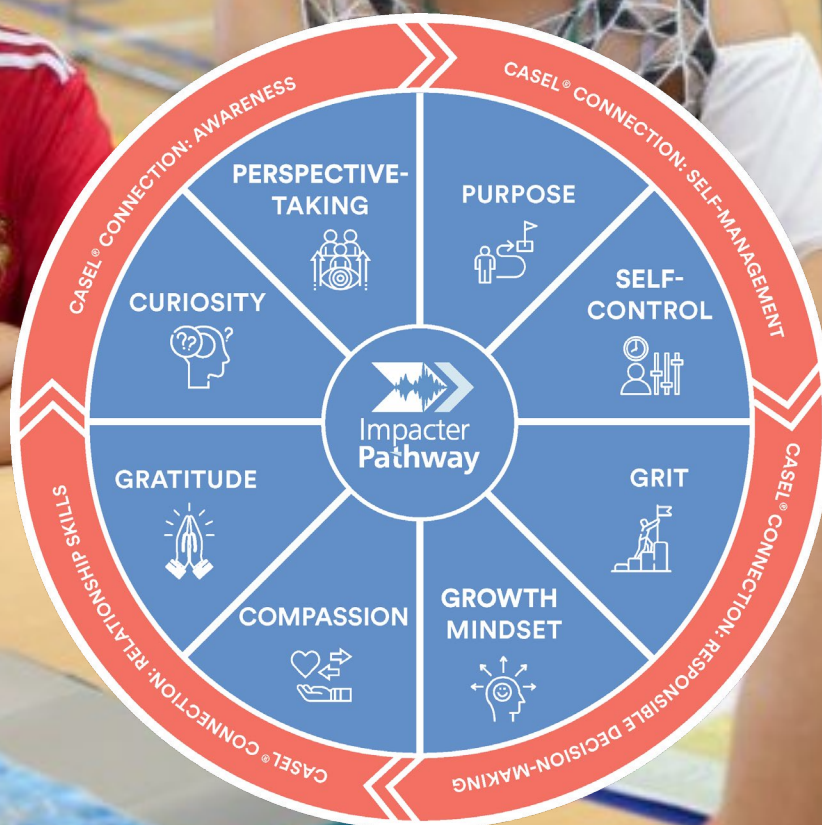 CASEL® CONNECTION: AWARENESS
CASEL® CONNECTION: SELF-MANAGEMENT
PERSPECTIVE-
TAKING
PURPOSE
CURIOSITY
??
?
SELF-
CONTROL
Impacter
Pathway
GRATITUDE
GRIT
COMPASSION
GROWTH
MINDSET
CASEL® CONNECTION: RELATIONSHIP SKILLS
CASEL® CONNECTION: RESPONSIBLE DECISION-MAKING